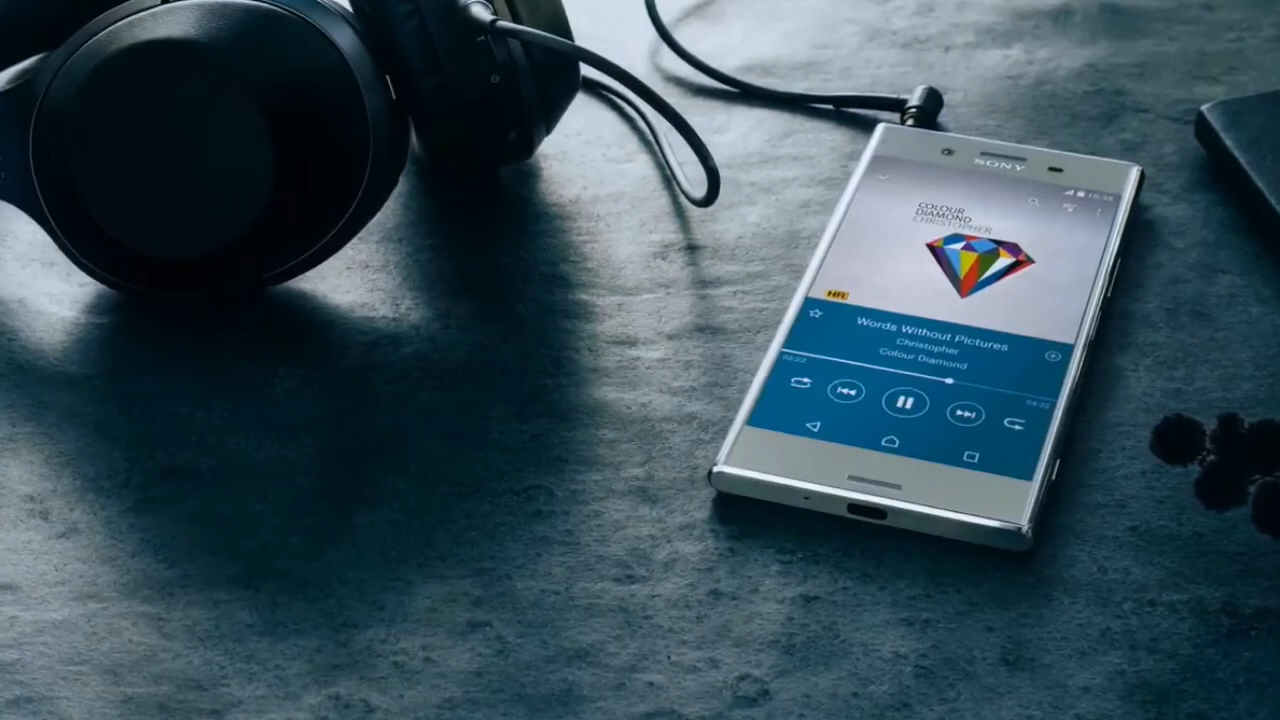 SONY
COLOUR
DIAMOND
CHRISTOPHER
HR
Words Without Pictures
Christopher
Colour Diamond
02:22
04:22